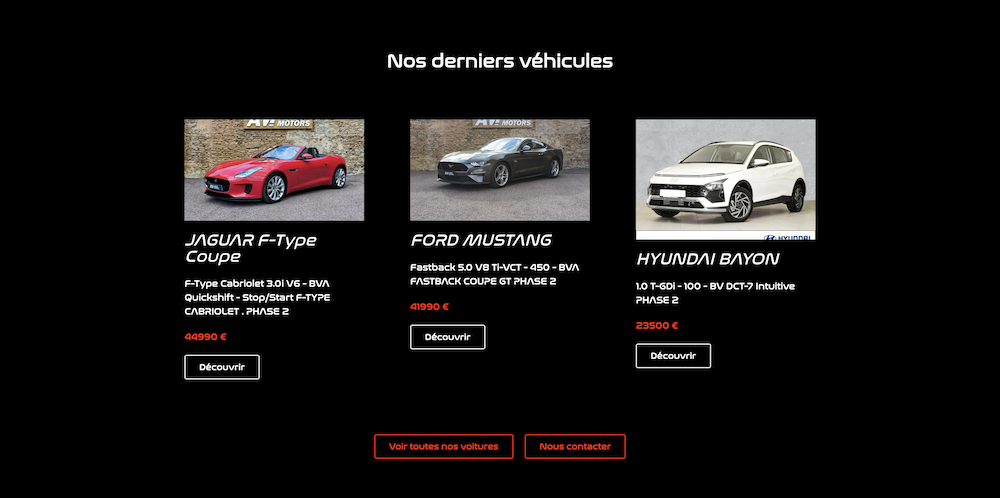 Nos derniers véhicules
MOTORS
JAGUAR F-Type
Coupe
F-Type Cabriolet 3.0i V6 - BVA
Quickshift - Stop/Start F-TYPE
CABRIOLET . PHASE 2
44990 €
Découvrir
MOTORS
FORD MUSTANG
Fastback 5.0 V8 Ti-VCT - 450 - BVA
FASTBACK COUPE GT PHASE 2
41990 €
Découvrir
HYUNDAI
HYUNDAI BAYON
1.0 T-GDi - 100 - BV DCT-7 Intuitive
PHASE 2
23500 €
Découvrir
Voir toutes nos voitures
Nous contacter